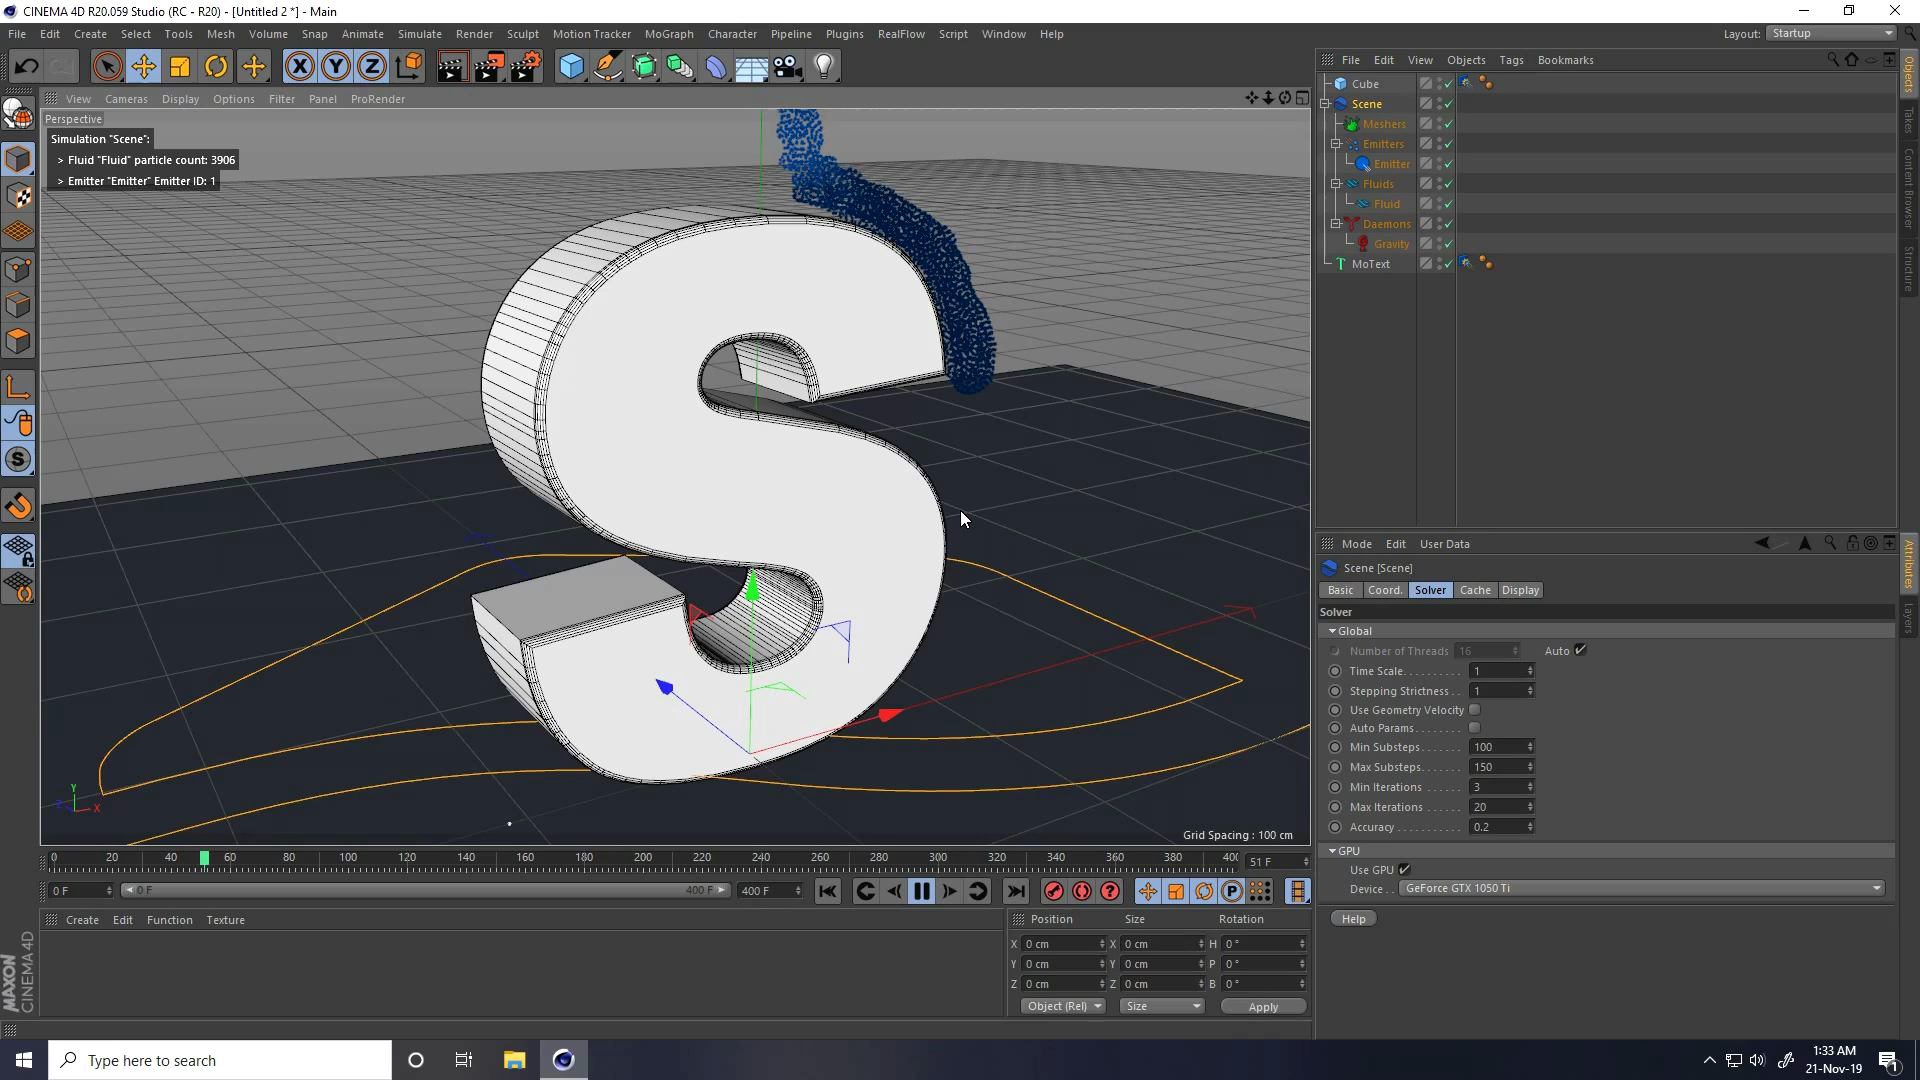 CINEMA 4D R20.059 Studio (RC - R20) - [Untitled 2 *] - Main
File Edit Create Select Tools Mesh Volume Snap Animate Simulate Render Sculpt Motion Tracker MoGraph Character Pipeline Plugins RealFlow Script Window Help
Layout: Startup
View Cameras Display Options Filter Panel ProRender
Perspective
Simulation "Scene":
> Fluid "Fluid" particle count: 3906
> Emitter "Emitter" Emitter ID: 1
Grid Spacing : 100 cm
Y
Z X
0 20 40 60 80 100 120 140 160 180 200 220 240 260 280 300 320 340 360 380 400
51 F
0 F
0 F
400 F
400 F
Create Edit Function Texture
MAXON
CINEMA 4D
Position Size Rotation
X 0 cm X 0 cm H 0 °
Y 0 cm Y 0 cm P 0 °
Z 0 cm Z 0 cm B 0 °
Object (Rel) Size Apply
File Edit View Objects Tags Bookmarks
Cube
Scene
Meshers
Emitters
Emitter
Fluids
Fluid
Daemons
Gravity
MoText
Objects
Takes
Content Browser
Structure
Mode Edit User Data
Scene [Scene]
Basic Coord. Solver Cache Display
Solver
Global
Number of Threads 16 Auto
Time Scale 1
Stepping Strictness 1
Use Geometry Velocity
Auto Params
Min Substeps 100
Max Substeps 150
Min Iterations 3
Max Iterations 20
Accuracy 0.2
GPU
Use GPU
Device GeForce GTX 1050 Ti
Help
Attributes
Layers
Type here to search
1:33 AM
21-Nov-19
1